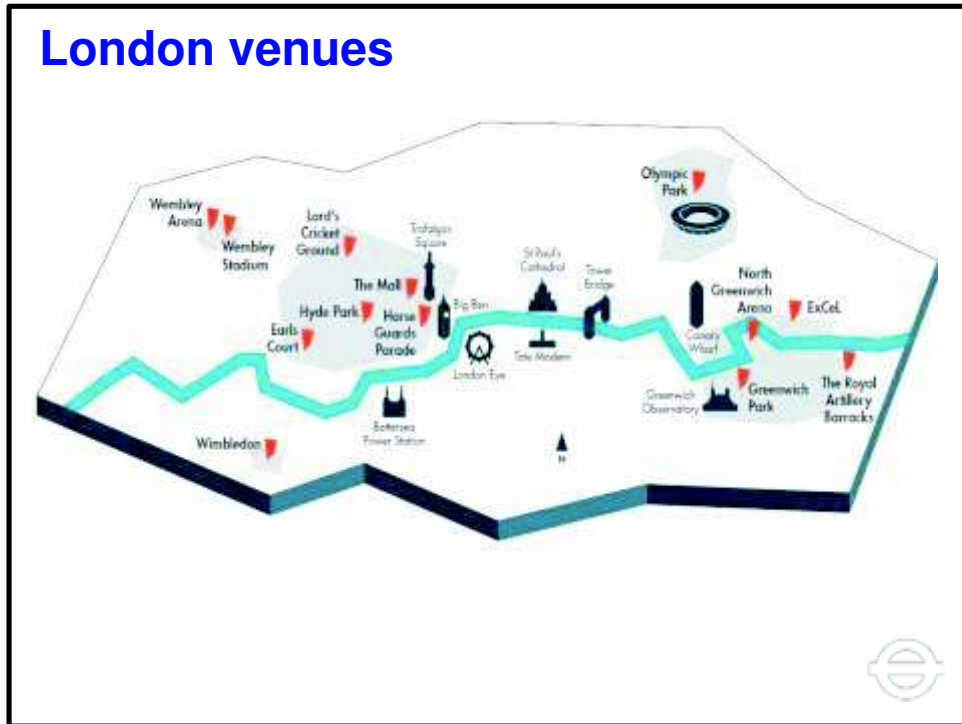 London venues
Wembley
Arena
Wembley
Stadium
Lord's
Cricket
Ground
Trafalgar
Square
The Mall
Hyde Park
Horse
Guards
Parade
Big Ben
Earls
Court
London Eye
Battersea
Power Station
Wimbledon
St Paul's
Cathedral
Tate Modern
Tower
Bridge
Olympic
Park
Canary
Wharf
North
Greenwich
Arena
ExCeL
Greenwich
Observatory
Greenwich
Park
The Royal
Artillery
Barracks
N